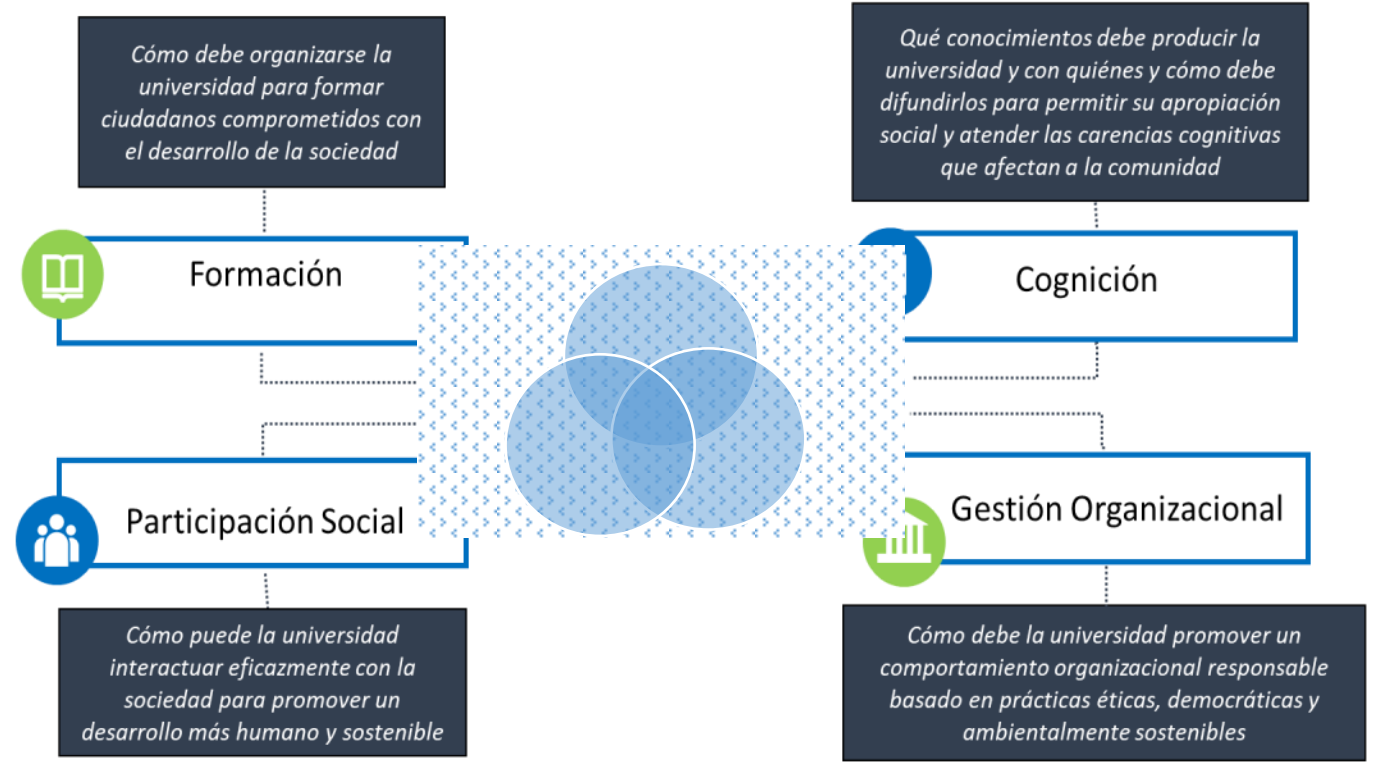 Cómo debe organizarse la
universidad para formar
ciudadanos comprometidos con
el desarrollo de la sociedad
Qué conocimientos debe producir la
universidad y con quiénes y cómo debe
difundirlos para permitir su apropiación
social y atender las carencias cognitivas
que afectan a la comunidad
Formación
Cognición
Participación Social
Gestión Organizacional
Cómo puede la universidad
interactuar eficazmente con la
sociedad para promover un
desarrollo más humano y sostenible
Cómo debe la universidad promover un
comportamiento organizacional responsable
basado en prácticas éticas, democráticas y
ambientalmente sostenibles